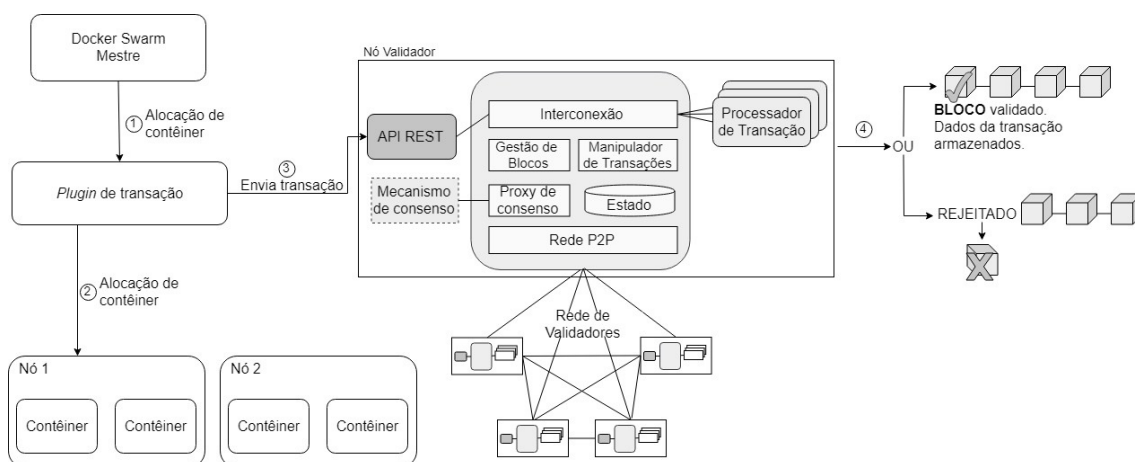 Docker Swarm
Mestre
1
Alocação de
contêiner
Plugin de transação
3
Envia transação
2
Alocação de
contêiner
Nó 1
Contêiner
Contêiner
Nó 2
Contêiner
Contêiner
Nó Validador
API REST
Interconexão
Gestão de
Blocos
Manipulador
de Transações
Mecanismo
de consenso
Proxy de
consenso
Estado
Rede P2P
Processador
de Transação
Rede de
Validadores
4
OU
BLOCO validado.
Dados da transação
armazenados.
REJEITADO